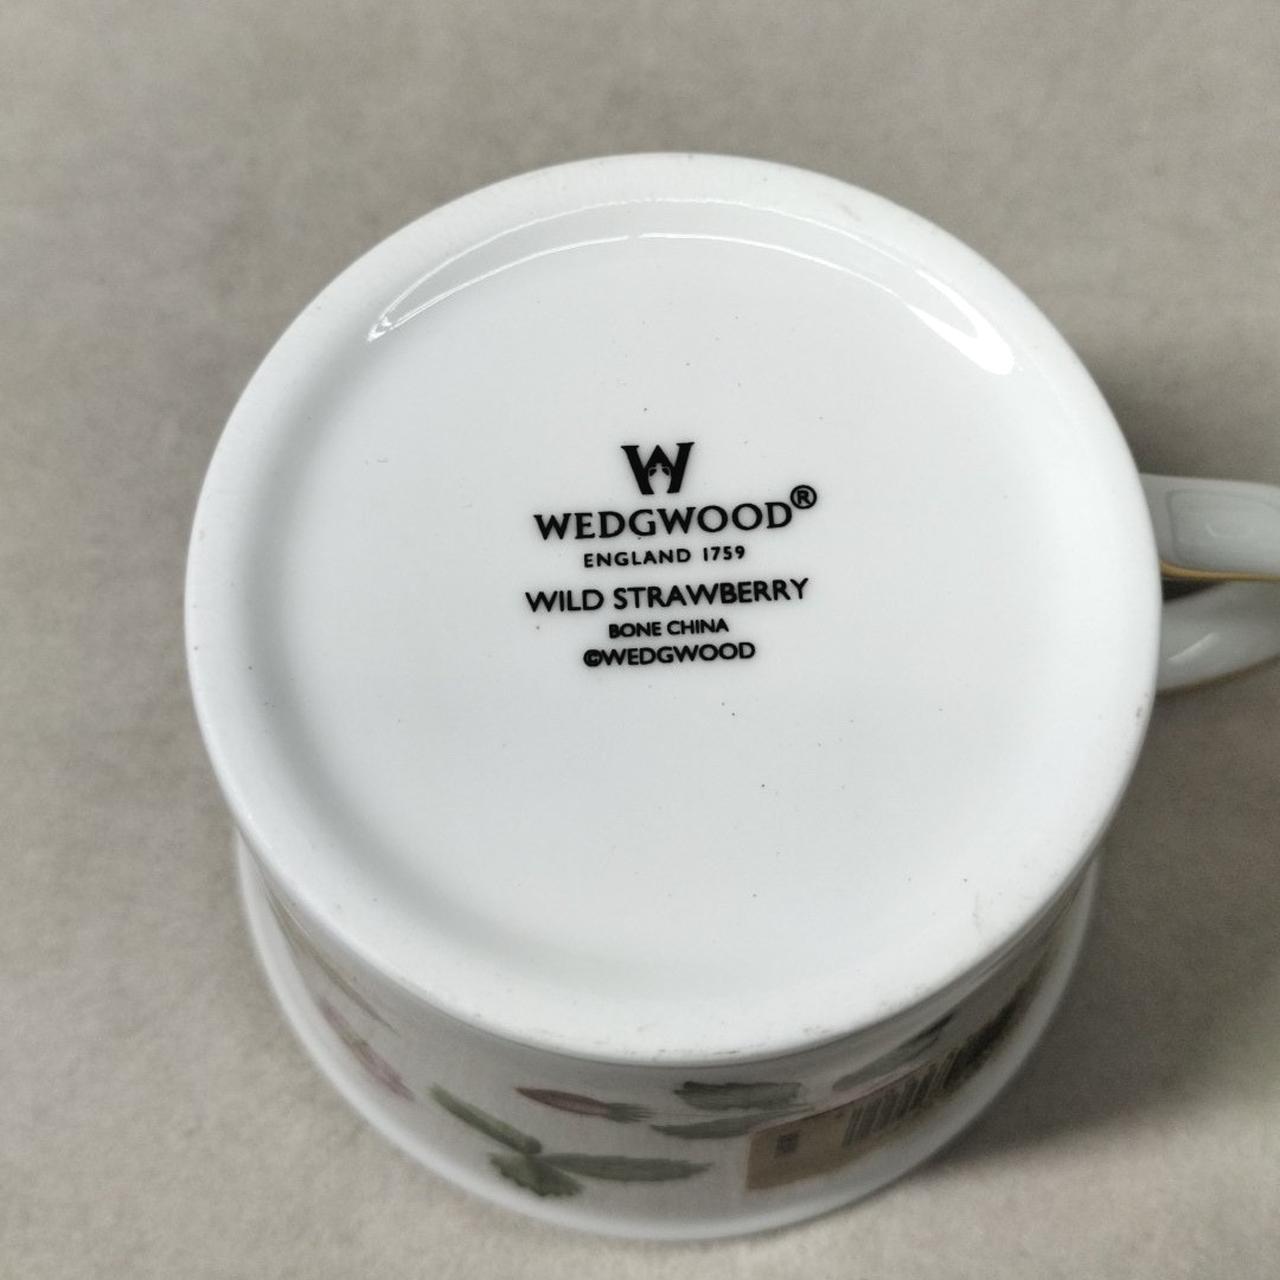 W
WEDGWOOD®
ENGLAND 1759
WILD STRAWBERRY
BONE CHINA
©WEDGWOOD